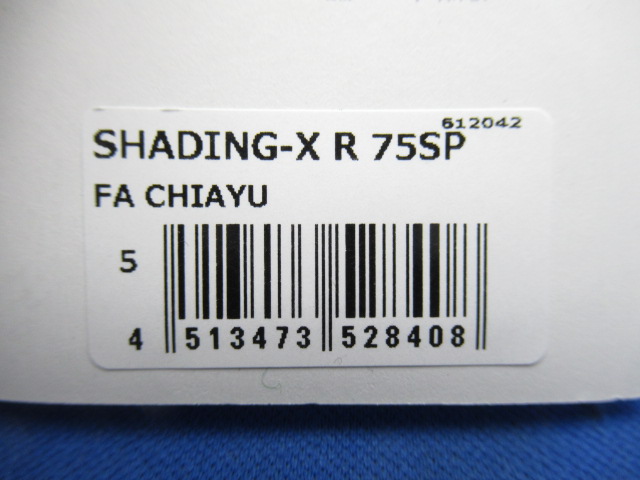 612042
SHADING-X R 75SP
FA CHIAYU
5
4 513473 528408